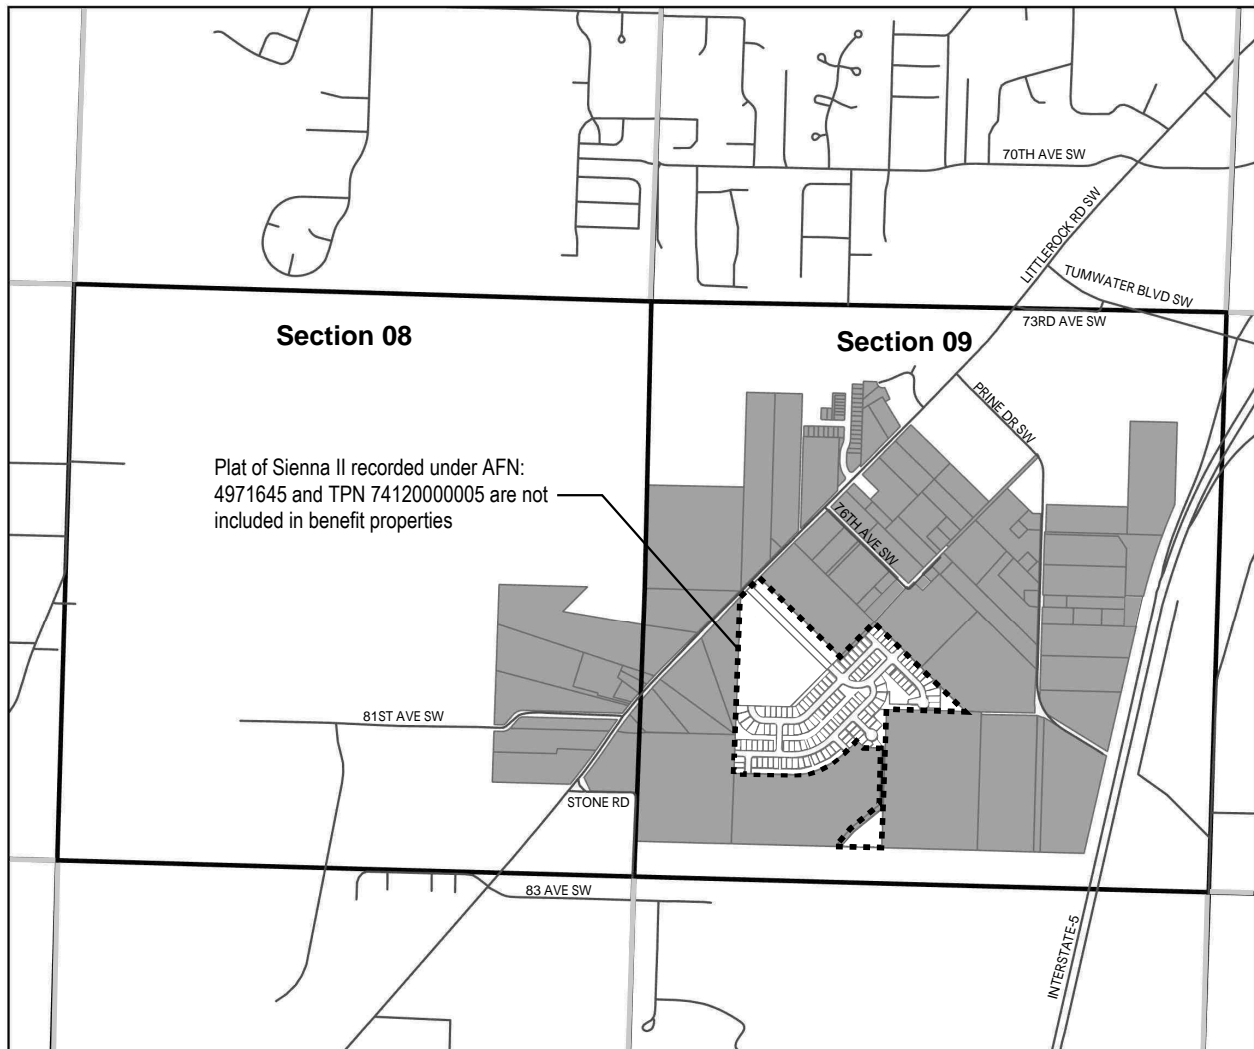 70TH AVE SW
LITTLEROCK RD SW
TUMWATER BLVD SW
73RD AVE SW
Section 08
Section 09
PRINE DR SW
Plat of Sienna II recorded under AFN:
4971645 and TPN 74120000005 are not
included in benefit properties
76TH AVE SW
81ST AVE SW
STONE RD
83 AVE SW
INTERSTATE-5